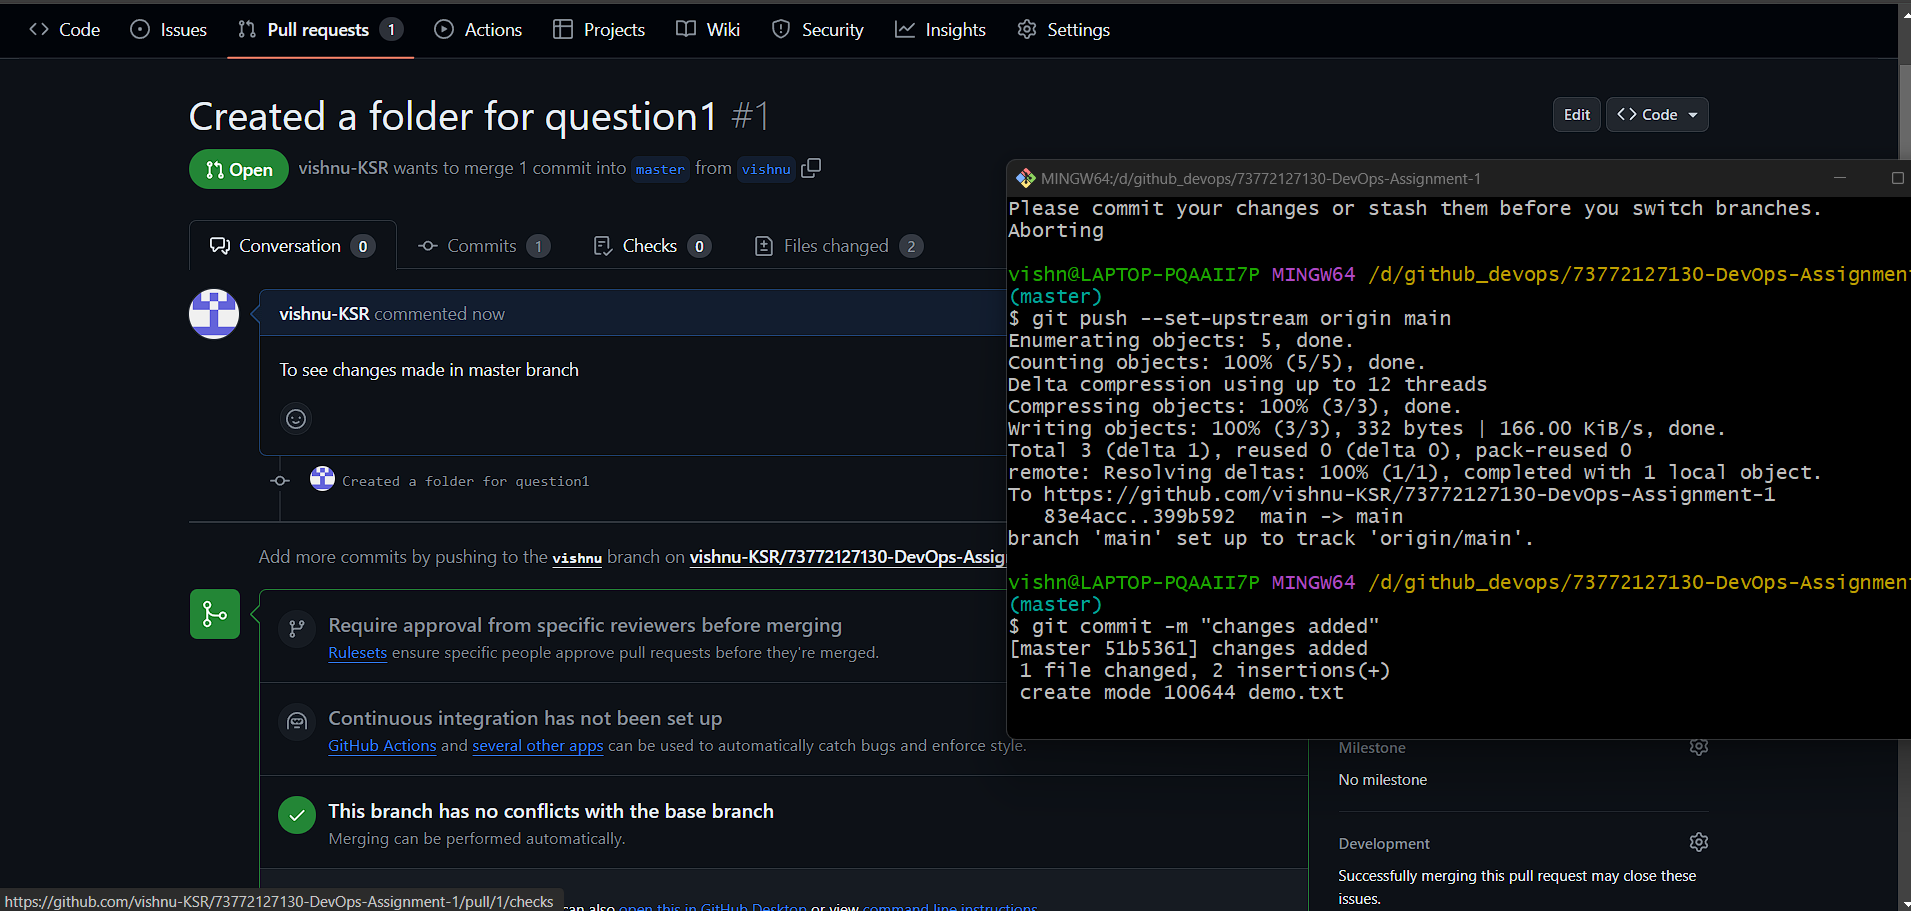 Code Issues Pull requests 1 Actions Projects Wiki Security Insights Settings
Created a folder for question1 #1
Edit Code
Open vishnu-KSR wants to merge 1 commit into master from vishnu
Conversation 0 Commits 1 Checks 0 Files changed 2
vishnu-KSR commented now
To see changes made in master branch
Created a folder for question1
Add more commits by pushing to the vishnu branch on vishnu-KSR/73772127130-DevOps-Assig
Require approval from specific reviewers before merging
Rulesets ensure specific people approve pull requests before they're merged.
Continuous integration has not been set up
GitHub Actions and several other apps can be used to automatically catch bugs and enforce style.
This branch has no conflicts with the base branch
Merging can be performed automatically.
can also open this in GitHub Desktop or view command line instructions.
https://github.com/vishnu-KSR/73772127130-DevOps-Assignment-1/pull/1/checks
MINGW64:/d/github_devops/73772127130-DevOps-Assignment-1
Please commit your changes or stash them before you switch branches.
Aborting
vishn@LAPTOP-PQAAII7P MINGW64 /d/github_devops/73772127130-DevOps-Assignment
(master)
$ git push --set-upstream origin main
Enumerating objects: 5, done.
Counting objects: 100% (5/5), done.
Delta compression using up to 12 threads
Compressing objects: 100% (3/3), done.
Writing objects: 100% (3/3), 332 bytes | 166.00 KiB/s, done.
Total 3 (delta 1), reused 0 (delta 0), pack-reused 0
remote: Resolving deltas: 100% (1/1), completed with 1 local object.
To https://github.com/vishnu-KSR/73772127130-DevOps-Assignment-1
83e4acc..399b592 main -> main
branch 'main' set up to track 'origin/main'.
vishn@LAPTOP-PQAAII7P MINGW64 /d/github_devops/73772127130-DevOps-Assignment
(master)
$ git commit -m "changes added"
[master 51b5361] changes added
1 file changed, 2 insertions(+)
create mode 100644 demo.txt
Milestone
No milestone
Development
Successfully merging this pull request may close these
issues.